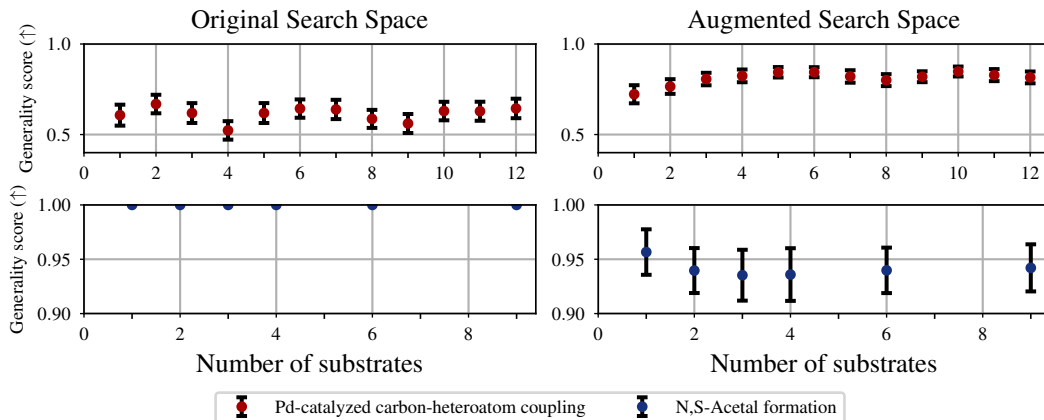 Original Search Space
Augmented Search Space
Generality score (↑)
1.0
0.5
0 2 4 6 8 10 12
1.0
0.5
0 2 4 6 8 10 12
Generality score (↑)
1.00
0.95
0.90
0 2 4 6 8
1.00
0.95
0.90
0 2 4 6 8
Number of substrates
Number of substrates
Pd-catalyzed carbon-heteroatom coupling
N,S-Acetal formation